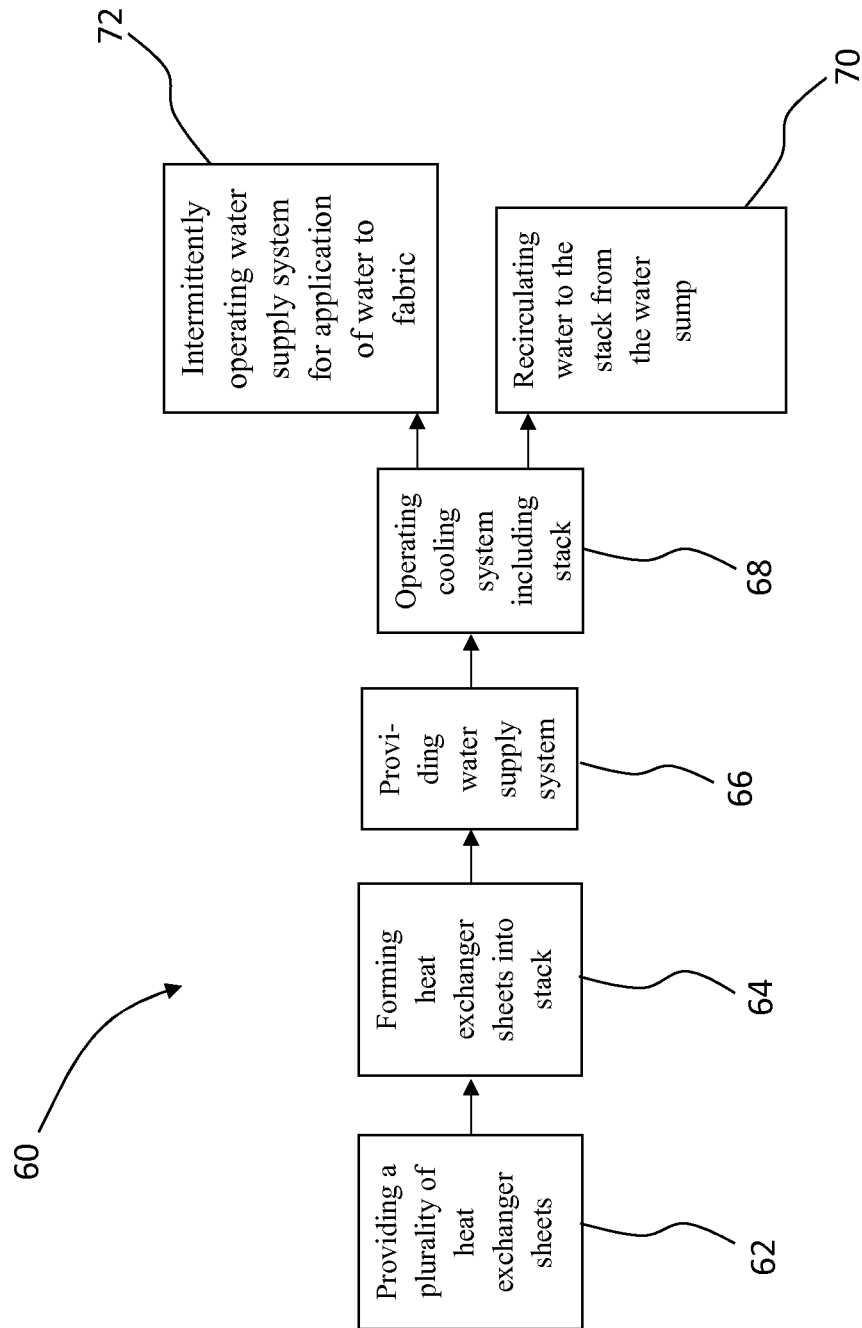 60
Providing a
plurality of
heat
exchanger
sheets
62
Forming
heat
exchanger
sheets into
stack
64
Provi-
ding
water
supply
system
66
Operating
cooling
system
including
stack
68
Intermittently
operating water
supply system
for application
of water to
fabric
72
Recirculating
water to the
stack from
the water
sump
70